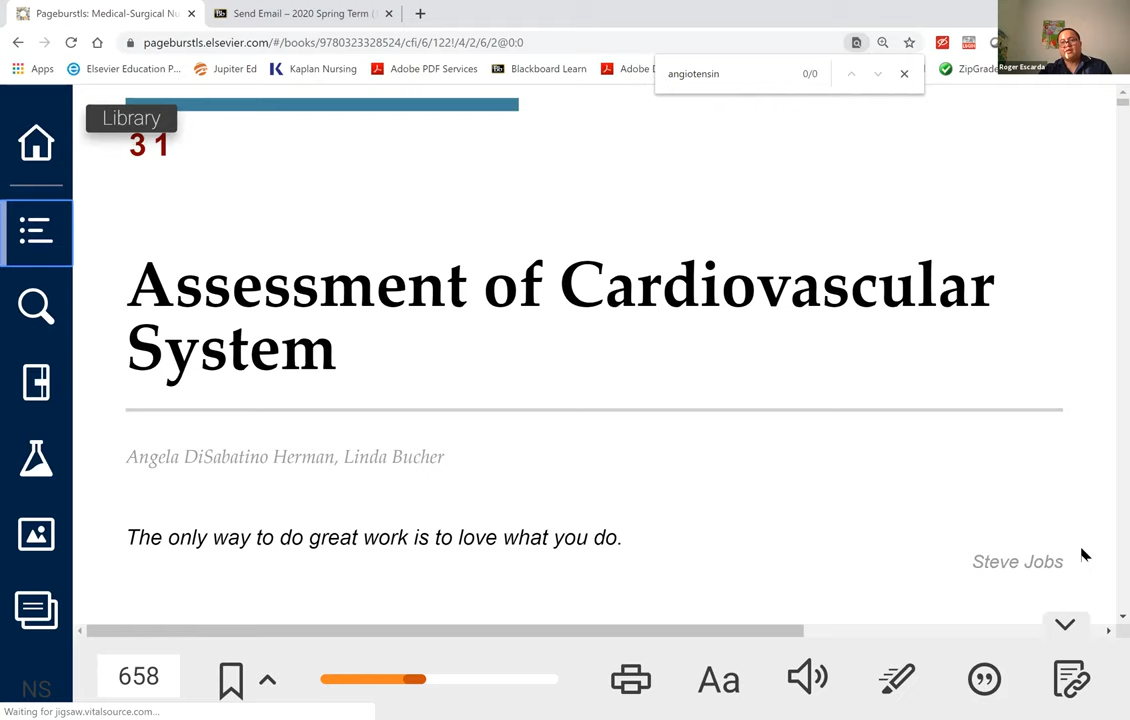 Pageburstls: Medical-Surgical Nu
Bb Send Email – 2020 Spring Term (
pageburstls.elsevier.com/#/books/9780323328524/cfi/6/122!/4/2/6/2@0:0
Apps
Elsevier Education P...
Jupiter Ed
Kaplan Nursing
Adobe PDF Services
Bb Blackboard Learn
Adobe
ZipGrade
angiotensin 0/0
Roger Escarda
Library
31
Assessment of Cardiovascular
System
Angela DiSabatino Herman, Linda Bucher
The only way to do great work is to love what you do.
Steve Jobs
NS
658
Aa
Waiting for jigsaw.vitalsource.com...